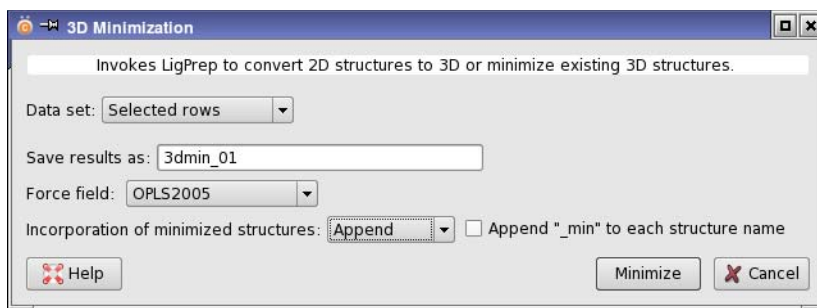 3D Minimization
Invokes LigPrep to convert 2D structures to 3D or minimize existing 3D structures.
Data set: Selected rows
Save results as: 3dmin_01
Force field: OPLS2005
Incorporation of minimized structures: Append Append "_min" to each structure name
Help Minimize Cancel